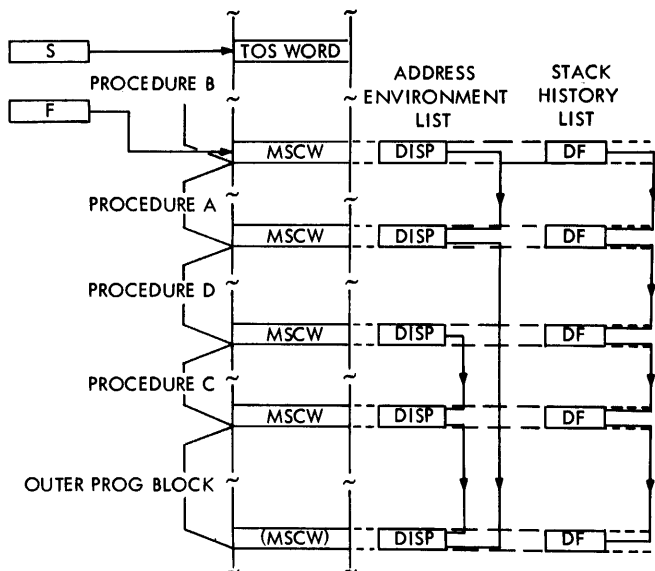 S
TOS WORD
PROCEDURE B
ADDRESS
ENVIRONMENT
LIST
STACK
HISTORY
LIST
F
MSCW
DISP
DF
PROCEDURE A
MSCW
DISP
DF
PROCEDURE D
MSCW
DISP
DF
PROCEDURE C
MSCW
DISP
DF
OUTER PROG BLOCK
(MSCW)
DISP
DF